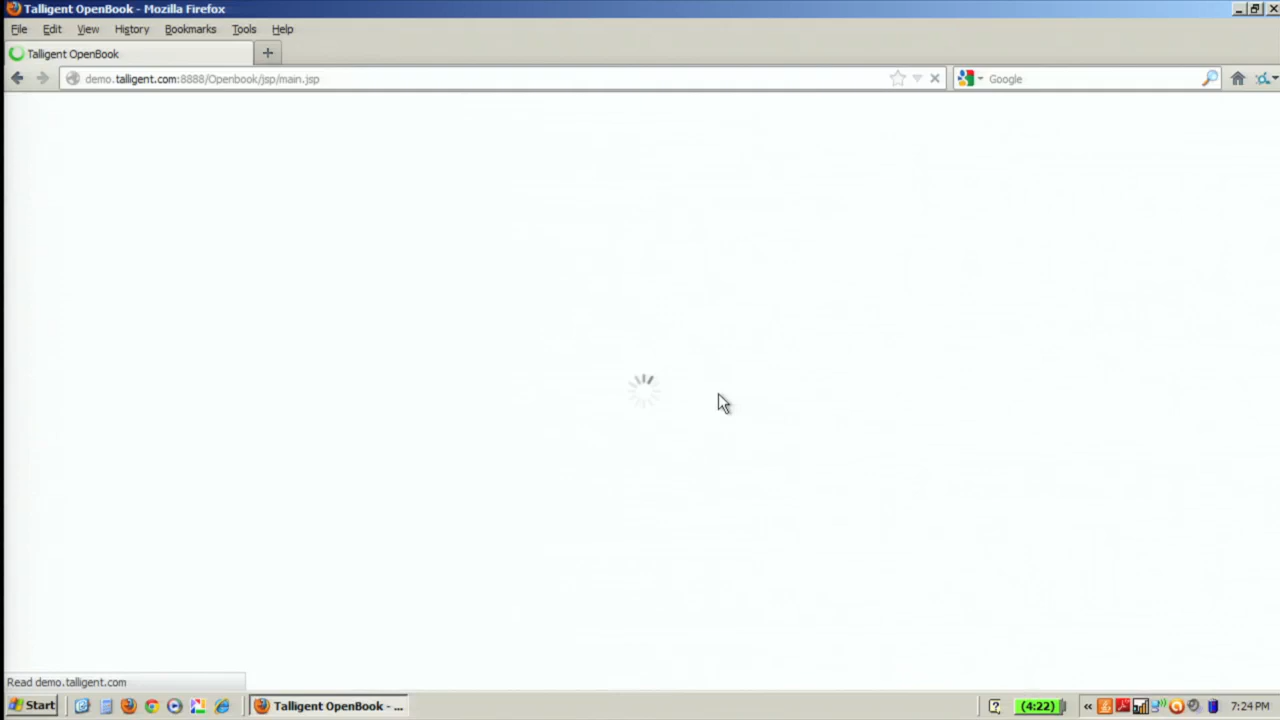 Talligent OpenBook - Mozilla Firefox
File Edit View History Bookmarks Tools Help
Talligent OpenBook
demo.talligent.com:8888/Openbook/jsp/main.jsp
Google
Read demo.talligent.com
Start
Talligent OpenBook - ...
(4:22)
7:24 PM